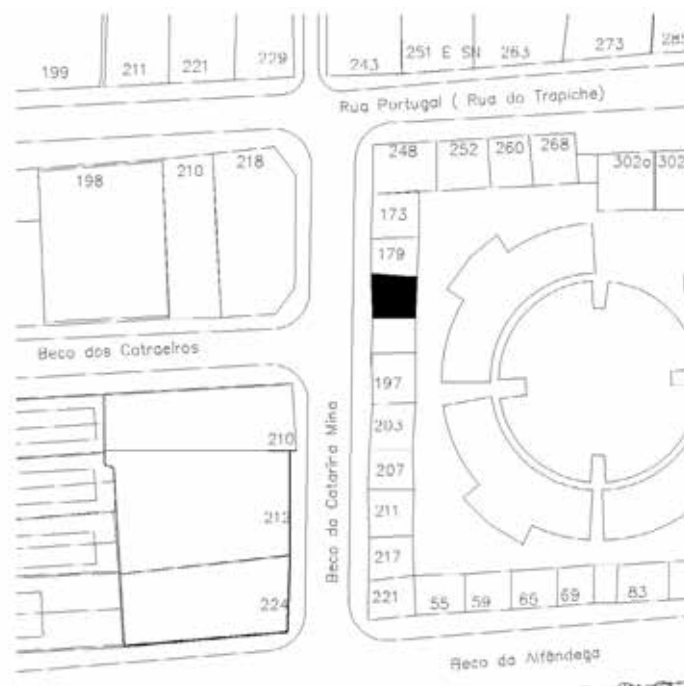 199 211 221 229 243 251 E SN 263 273 285
Rua Portugal ( Rua do Trapiche)
198 210 218 248 252 260 268 302a 302
173
179
Beco dos Catraeiros
197
203
207
211
217
221
Beco da Catarina Mina
210
212
224
55 59 65 69 83
Beco da Alfândega